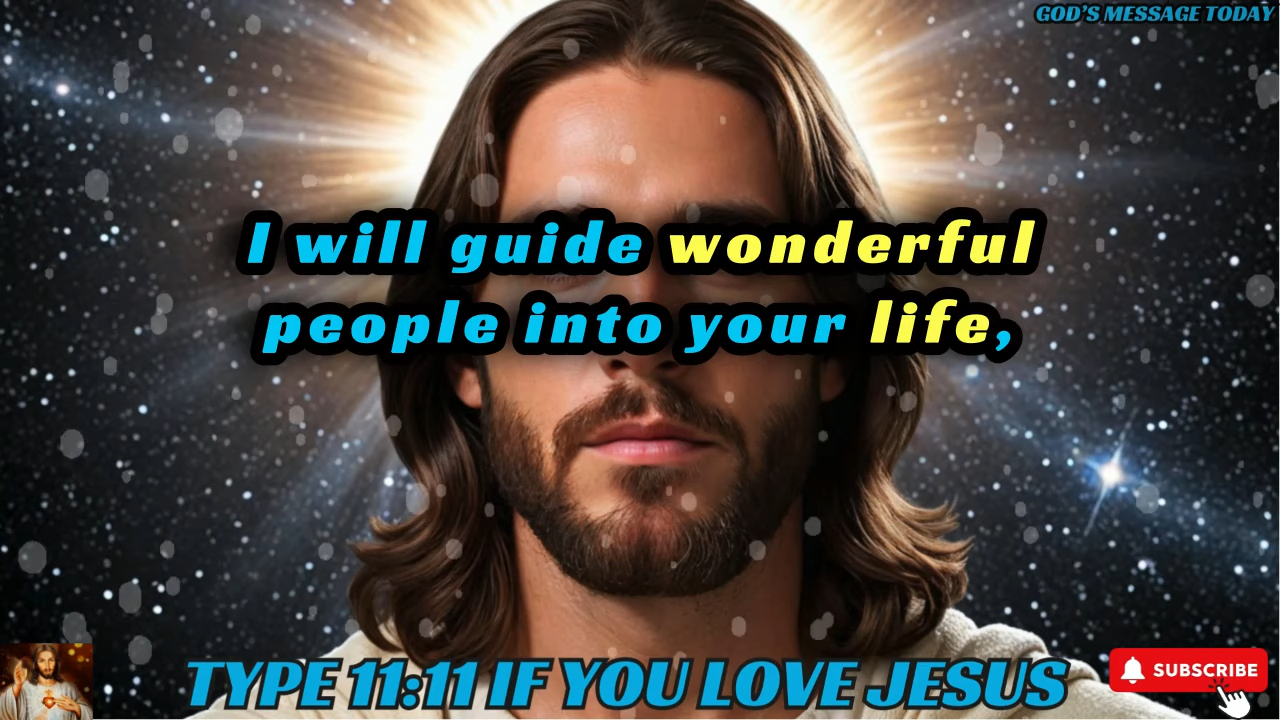 GOD'S MESSAGE TODAY
I will guide wonderful
people into your life,
TYPE 11:11 IF YOU LOVE JESUS
SUBSCRIBE